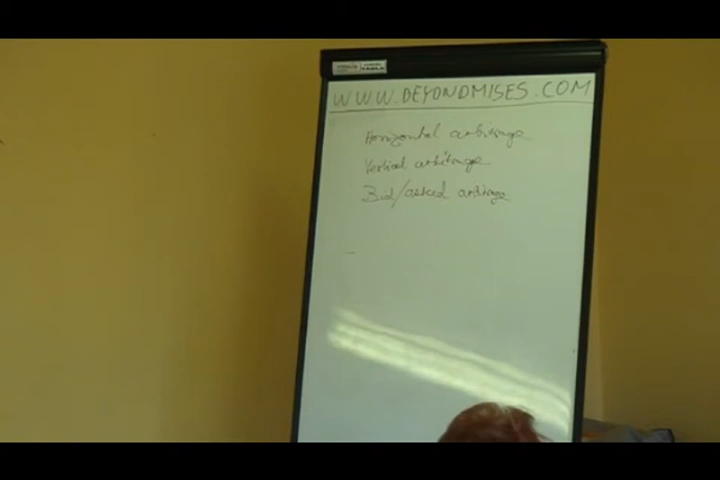 WWW.BEYONDMISES.COM
Horizontal arbitrage
Vertical arbitrage
Bid/asked arbitrage